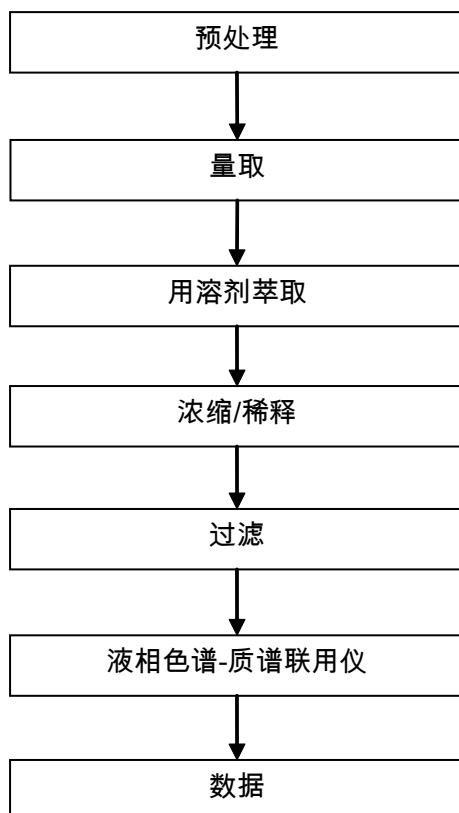 预处理
量取
用溶剂萃取
浓缩/稀释
过滤
液相色谱-质谱联用仪
数据